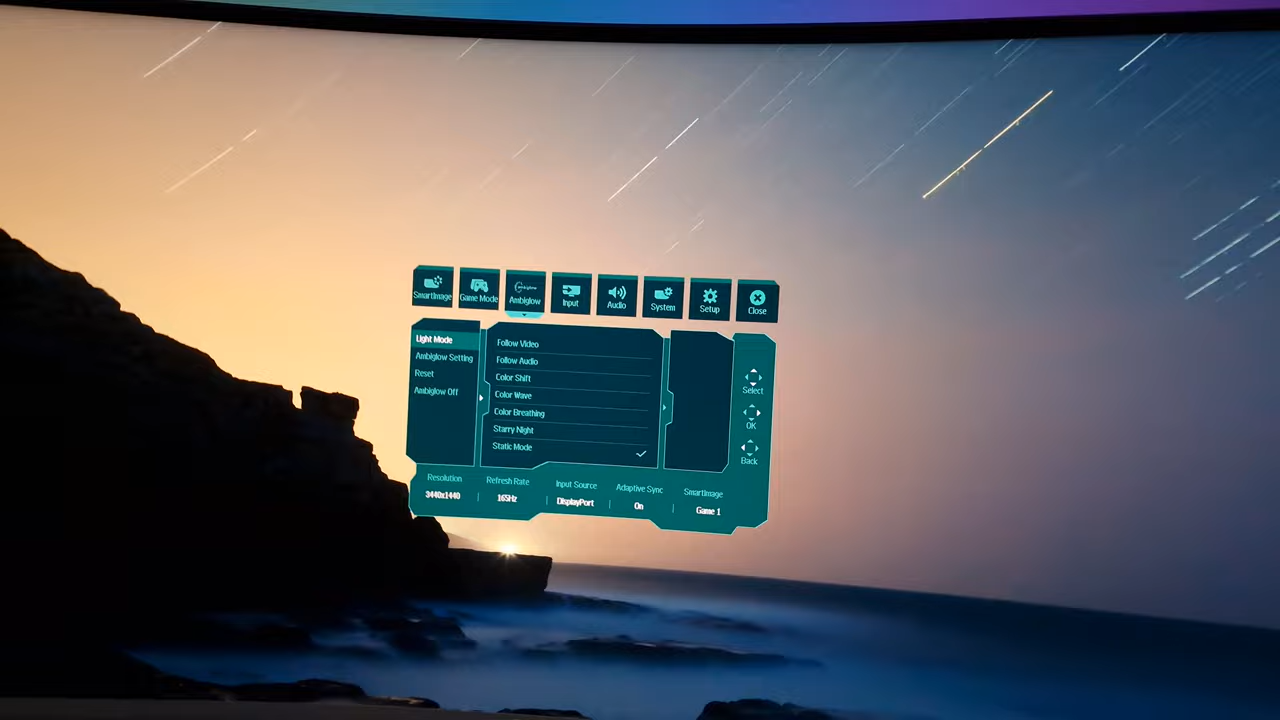 SmartImage
Game Mode
Ambiglow
Input
Audio
System
Setup
Close
Light Mode
Ambiglow Setting
Reset
Ambiglow Off
Follow Video
Follow Audio
Color Shift
Color Wave
Color Breathing
Starry Night
Static Mode
Select
OK
Back
Resolution
3440x1440
Refresh Rate
165Hz
Input Source
DisplayPort
Adaptive Sync
On
SmartImage
Game 1